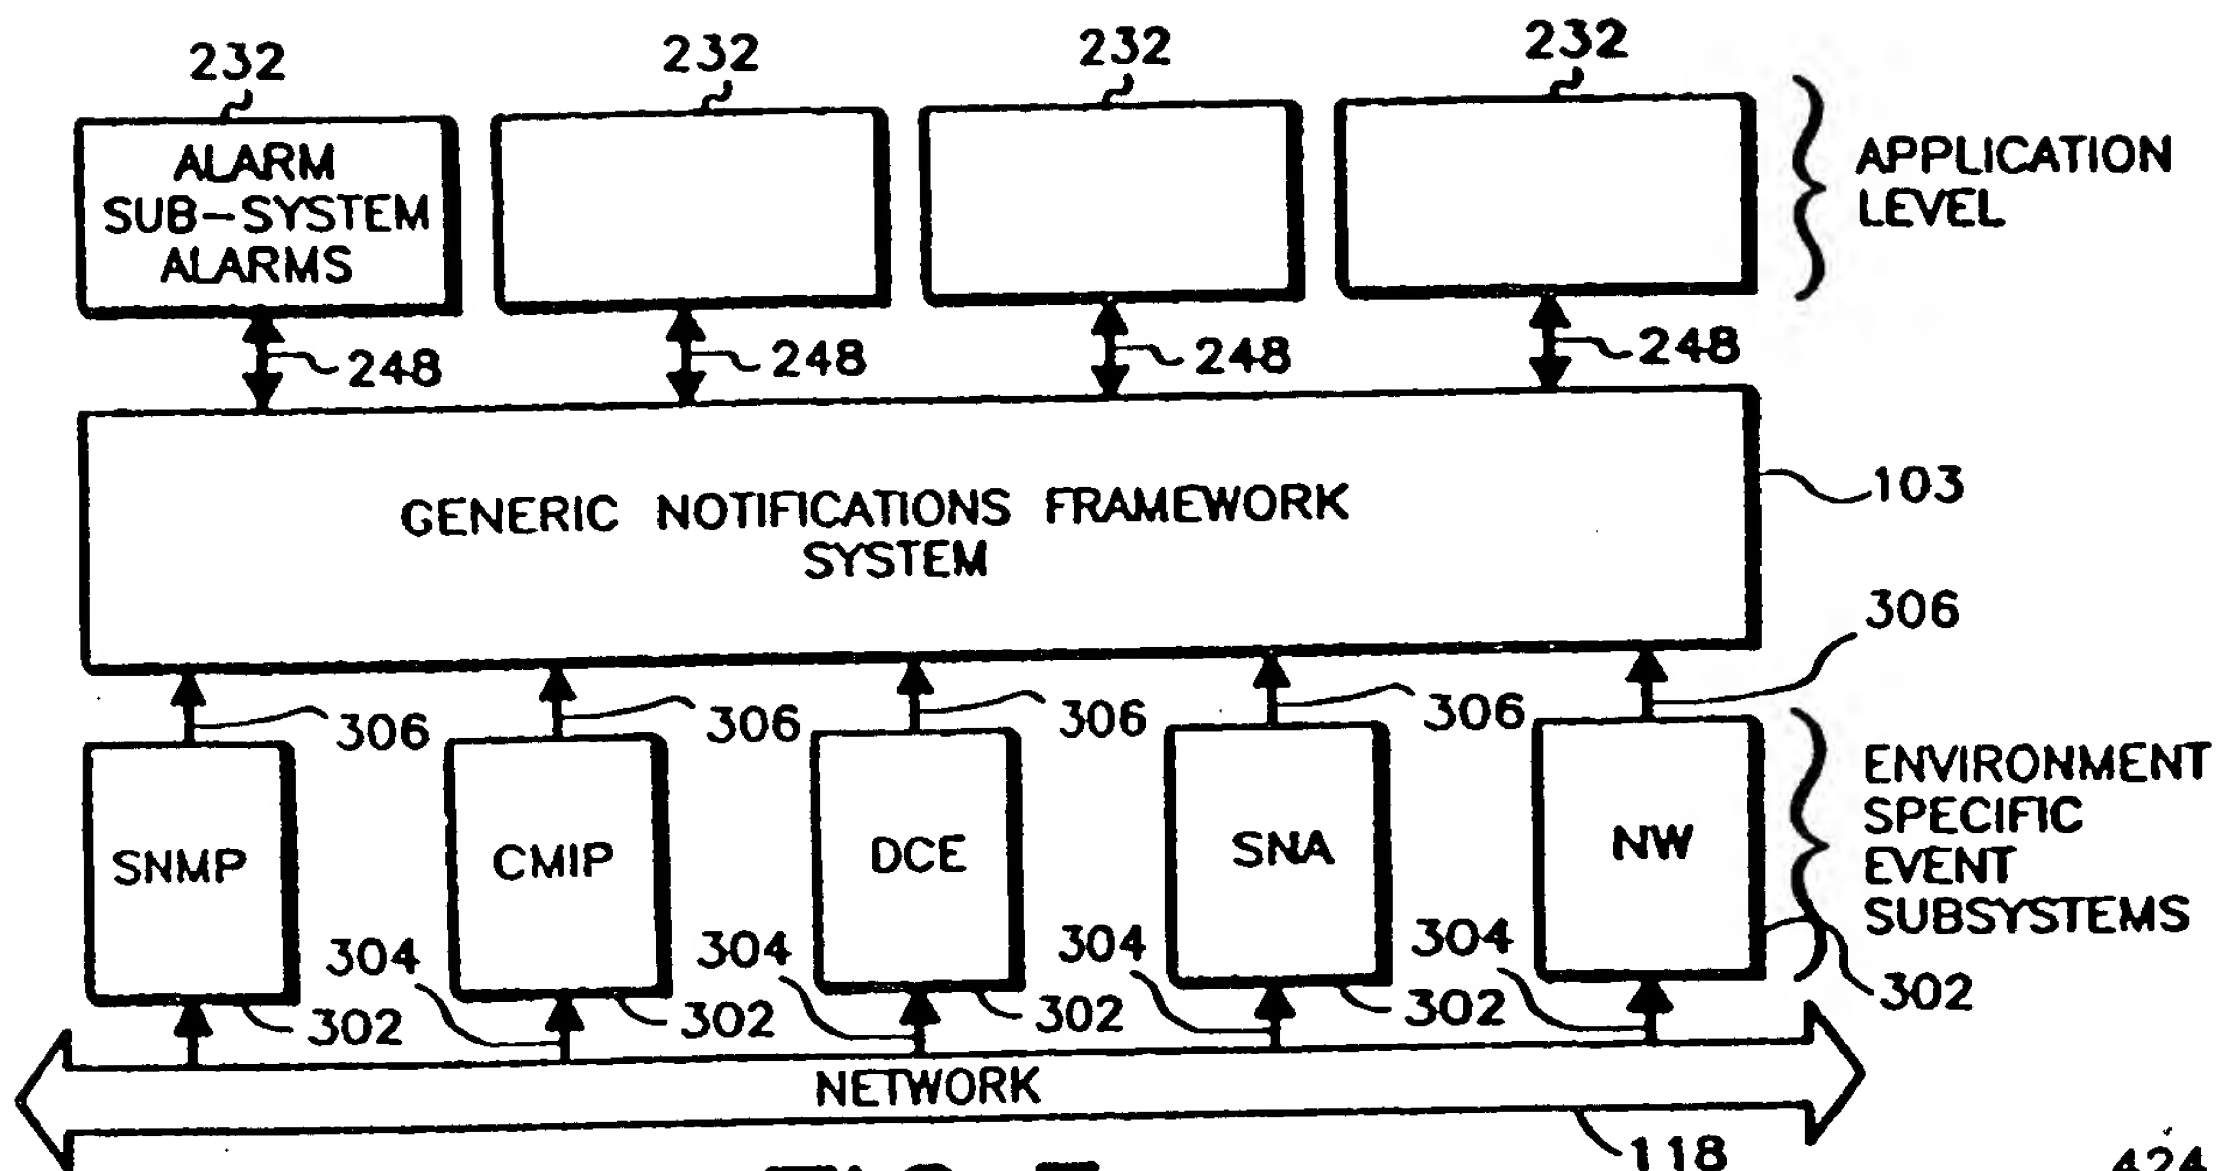 232 232 232 232
ALARM
SUB-SYSTEM
ALARMS
APPLICATION
LEVEL
248 248 248 248
GENERIC NOTIFICATIONS FRAMEWORK
SYSTEM
103
306
306 306 306 306
SNMP CMIP DCE SNA NW
ENVIRONMENT
SPECIFIC
EVENT
SUBSYSTEMS
304 304 304 304
302 302 302 302 302
NETWORK
118
424